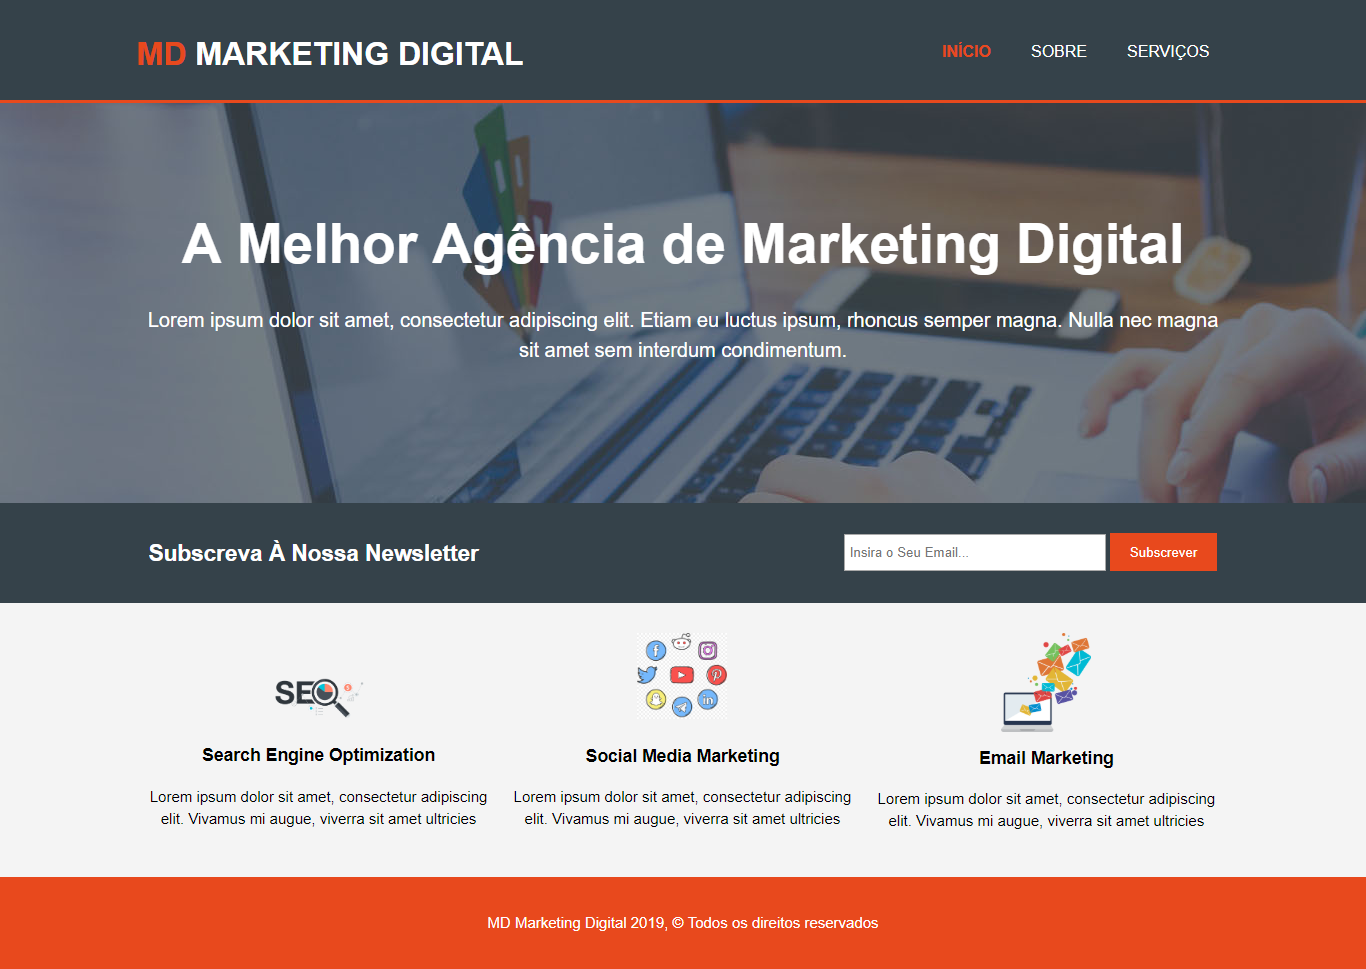 MD MARKETING DIGITAL
INÍCIO SOBRE SERVIÇOS
A Melhor Agência de Marketing Digital
Lorem ipsum dolor sit amet, consectetur adipiscing elit. Etiam eu luctus ipsum, rhoncus semper magna. Nulla nec magna
sit amet sem interdum condimentum.
Subscreva À Nossa Newsletter
Insira o Seu Email...
Subscrever
SEO
Search Engine Optimization
Lorem ipsum dolor sit amet, consectetur adipiscing
elit. Vivamus mi augue, viverra sit amet ultricies
Social Media Marketing
Lorem ipsum dolor sit amet, consectetur adipiscing
elit. Vivamus mi augue, viverra sit amet ultricies
Email Marketing
Lorem ipsum dolor sit amet, consectetur adipiscing
elit. Vivamus mi augue, viverra sit amet ultricies
MD Marketing Digital 2019, © Todos os direitos reservados